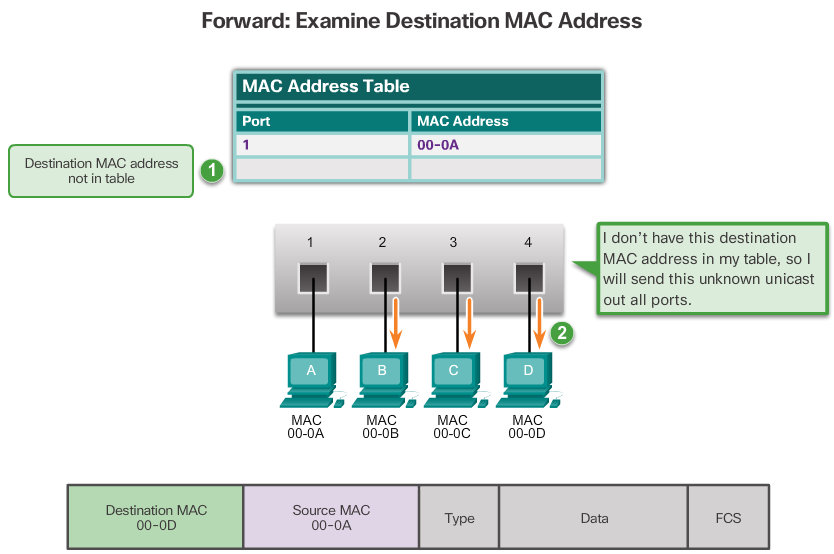 Forward: Examine Destination MAC Address
MAC Address Table
Port MAC Address
1 00-0A
Destination MAC address
not in table
1
1 2 3 4
I don't have this destination
MAC address in my table, so I
will send this unknown unicast
out all ports.
2
A B C D
MAC MAC MAC MAC
00-0A 00-0B 00-0C 00-0D
Destination MAC
00-0D
Source MAC
00-0A
Type
Data
FCS